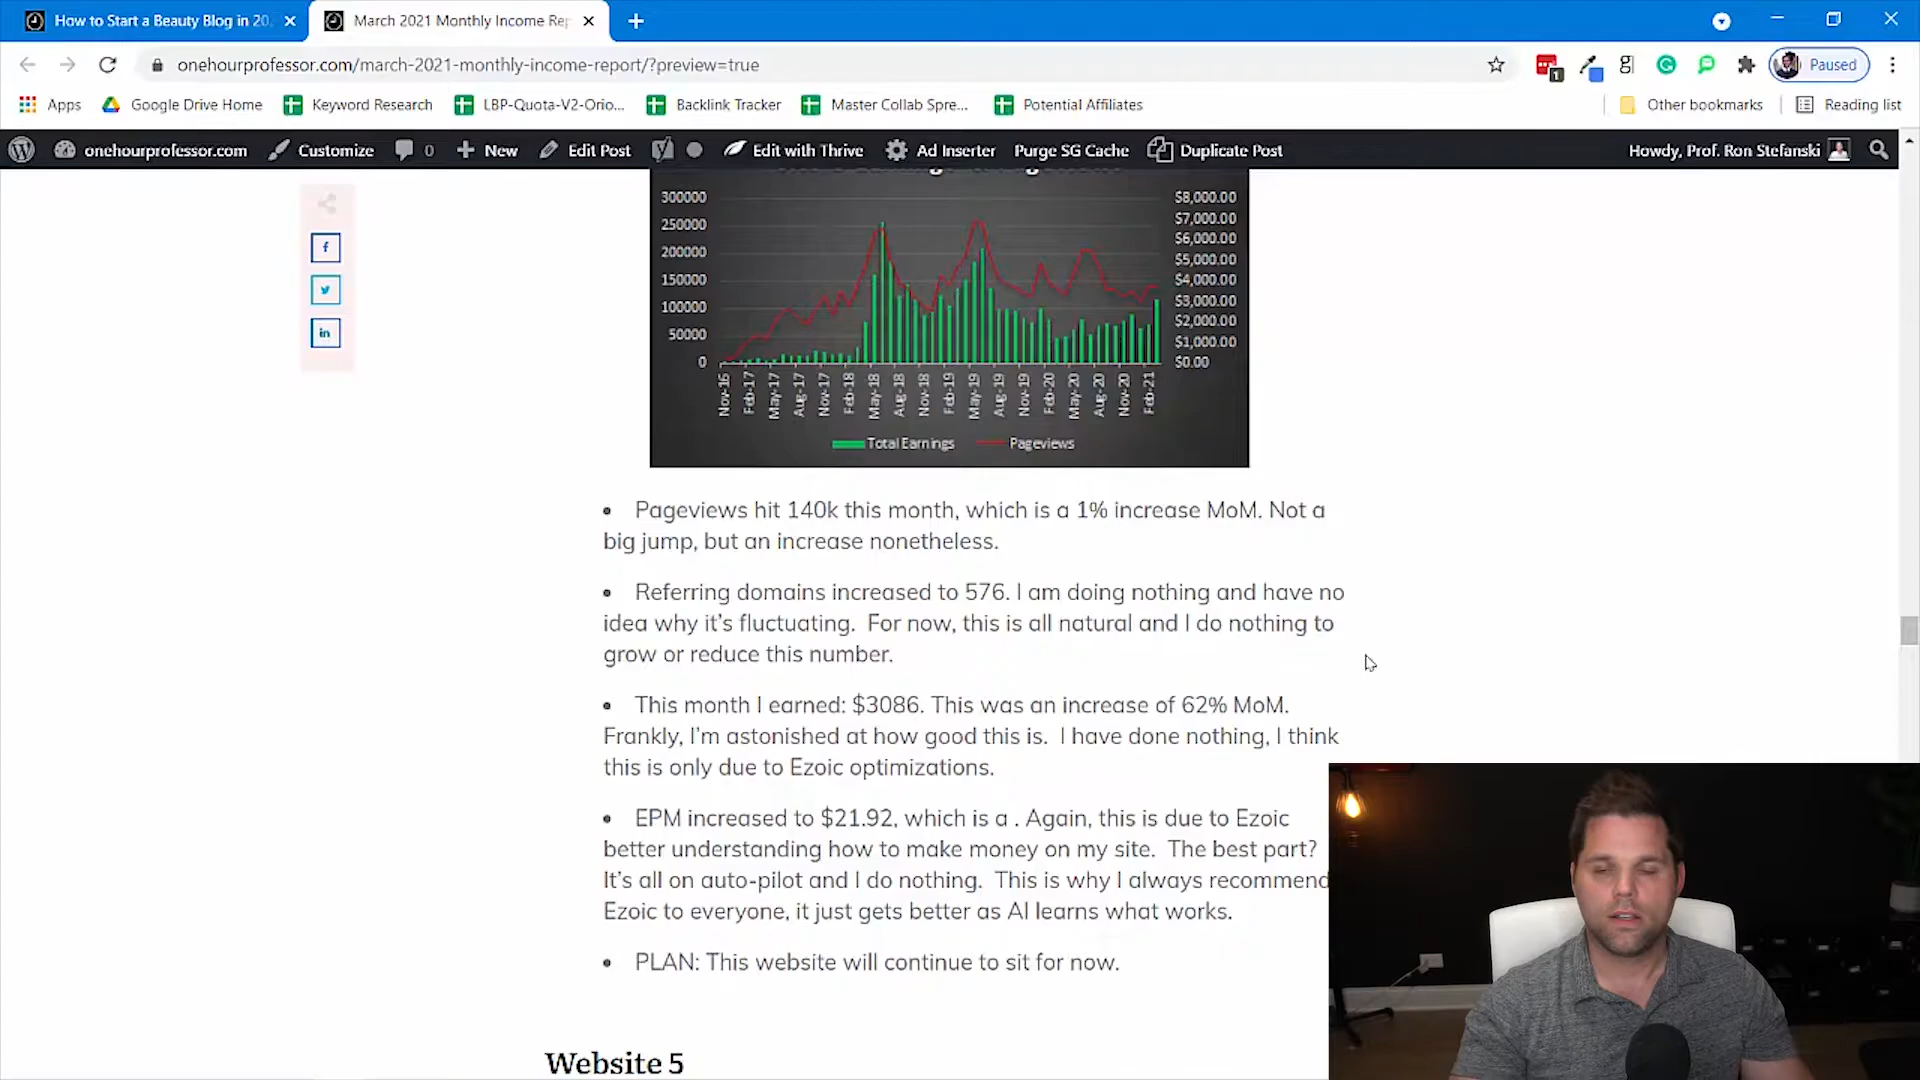 How to Start a Beauty Blog in 20
March 2021 Monthly Income Rep
onehourprofessor.com/march-2021-monthly-income-report/?preview=true
1
g|
Paused
Apps
Google Drive Home
Keyword Research
LBP-Quota-V2-Orio...
Backlink Tracker
Master Collab Spre...
Potential Affiliates
Other bookmarks
Reading list
onehourprofessor.com
Customize
0
New
Edit Post
Edit with Thrive
Ad Inserter
Purge SG Cache
Duplicate Post
Howdy, Prof. Ron Stefanski
f
in
300000
250000
200000
150000
100000
50000
0
$8,000.00
$7,000.00
$6,000.00
$5,000.00
$4,000.00
$3,000.00
$2,000.00
$1,000.00
$0.00
Nov-16
Feb-17
May-17
Aug-17
Nov-17
Feb-18
May-18
Aug-18
Nov-18
Feb-19
May-19
Aug-19
Nov-19
Feb-20
May-20
Aug-20
Nov-20
Feb-21
Total Earnings
Pageviews
• Pageviews hit 140k this month, which is a 1% increase MoM. Not a
big jump, but an increase nonetheless.
• Referring domains increased to 576. I am doing nothing and have no
idea why it's fluctuating. For now, this is all natural and I do nothing to
grow or reduce this number.
• This month I earned: $3086. This was an increase of 62% MoM.
Frankly, I'm astonished at how good this is. I have done nothing, I think
this is only due to Ezoic optimizations.
• EPM increased to $21.92, which is a . Again, this is due to Ezoic
better understanding how to make money on my site. The best part?
It's all on auto-pilot and I do nothing. This is why I always recommend
Ezoic to everyone, it just gets better as AI learns what works.
• PLAN: This website will continue to sit for now.
Website 5